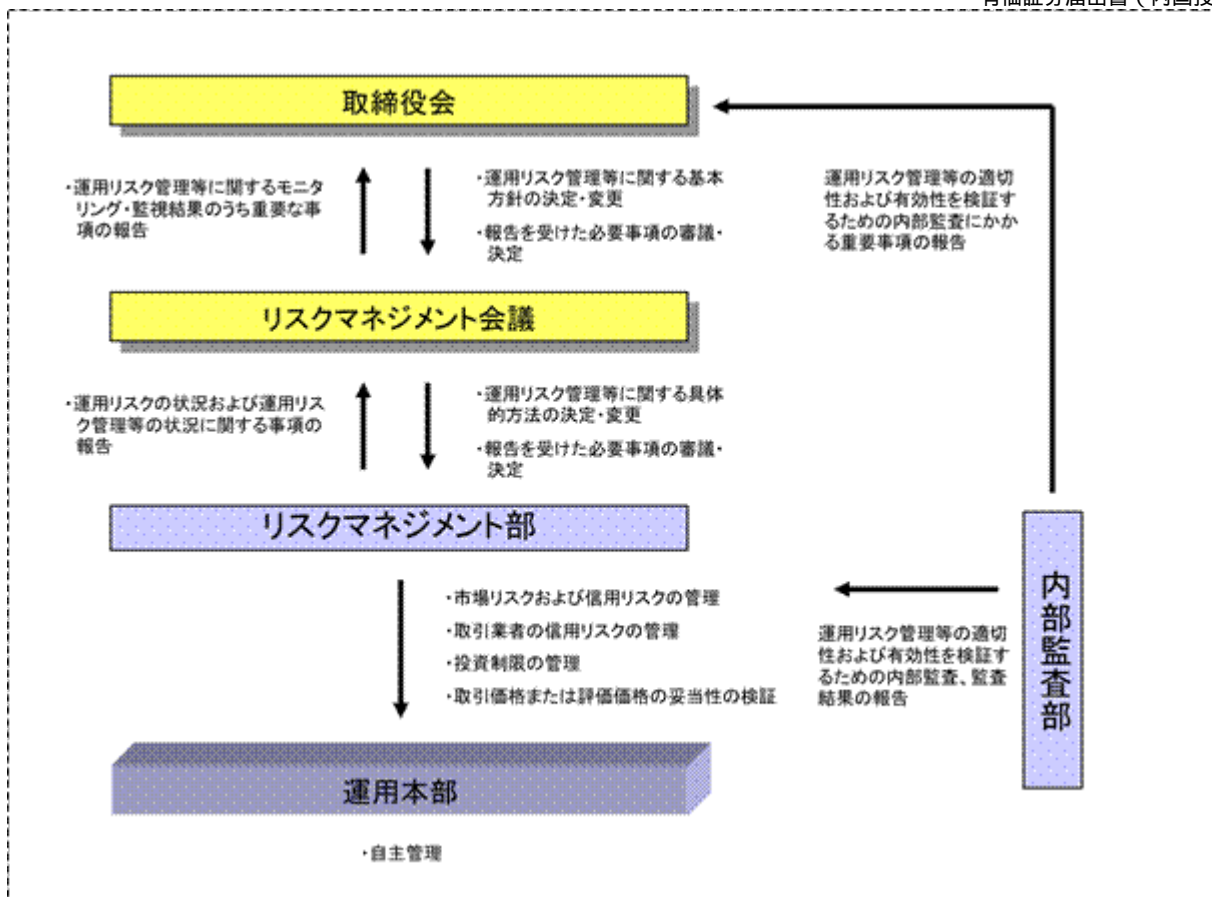 取締役会
・運用リスク管理等に関するモニタ
リング・監視結果のうち重要な事
項の報告
・運用リスク管理等に関する基本
方針の決定・変更
・報告を受けた必要事項の審議・
決定
運用リスク管理等の適切
性および有効性を検証す
るための内部監査にかか
る重要事項の報告
リスクマネジメント会議
・運用リスクの状況および運用リス
ク管理等の状況に関する事項の
報告
・運用リスク管理等に関する具体
的方法の決定・変更
・報告を受けた必要事項の審議・
決定
リスクマネジメント部
・市場リスクおよび信用リスクの管理
・取引業者の信用リスクの管理
・投資制限の管理
・取引価格または評価価格の妥当性の検証
運用リスク管理等の適切
性および有効性を検証す
るための内部監査、監査
結果の報告
内部監査部
運用本部
・自主管理